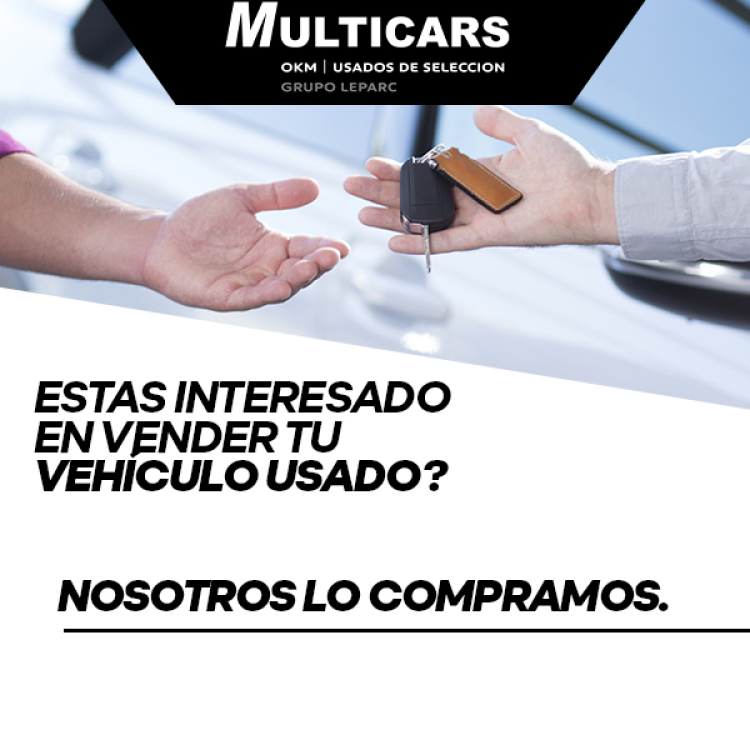 MULTICARS
OKM | USADOS DE SELECCION
GRUPO LEPARC
ESTAS INTERESADO
EN VENDER TU
VEHÍCULO USADO?
NOSOTROS LO COMPRAMOS.